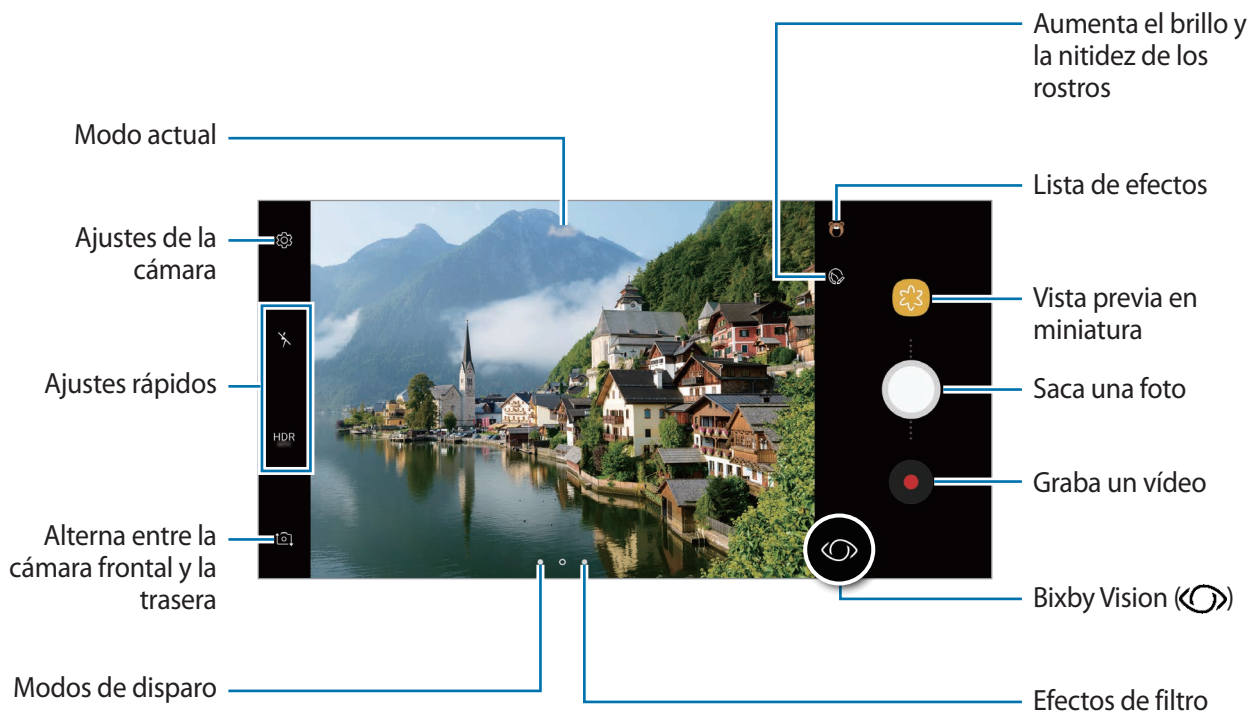 Aumenta el brillo y
la nitidez de los
rostros
Modo actual
Lista de efectos
Ajustes de la
cámara
Vista previa en
miniatura
Ajustes rápidos
Saca una foto
HDR
Graba un vídeo
Alterna entre la
cámara frontal y la
trasera
Bixby Vision ()
Modos de disparo
Efectos de filtro